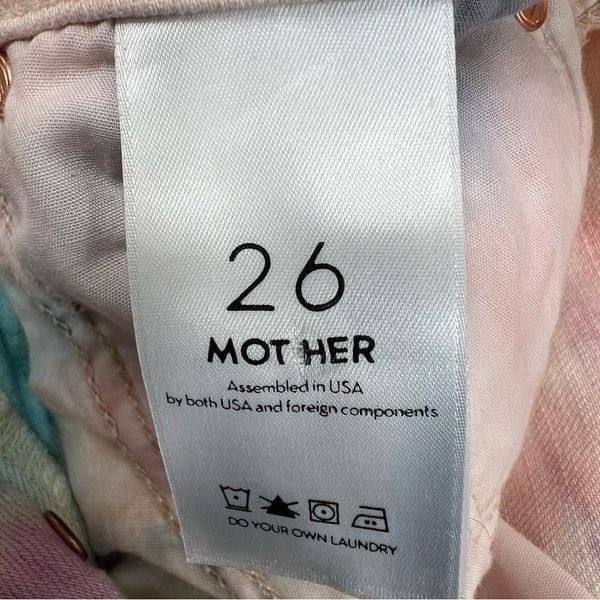 26
MOTHER
Assembled in USA
by both USA and foreign components
DO YOUR OWN LAUNDRY